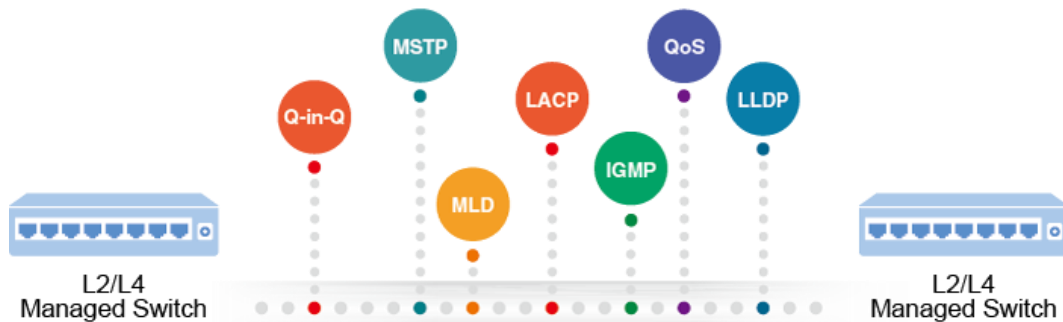 MSTP
QoS
Q-in-Q
LACP
LLDP
IGMP
MLD
L2/L4
Managed Switch
L2/L4
Managed Switch